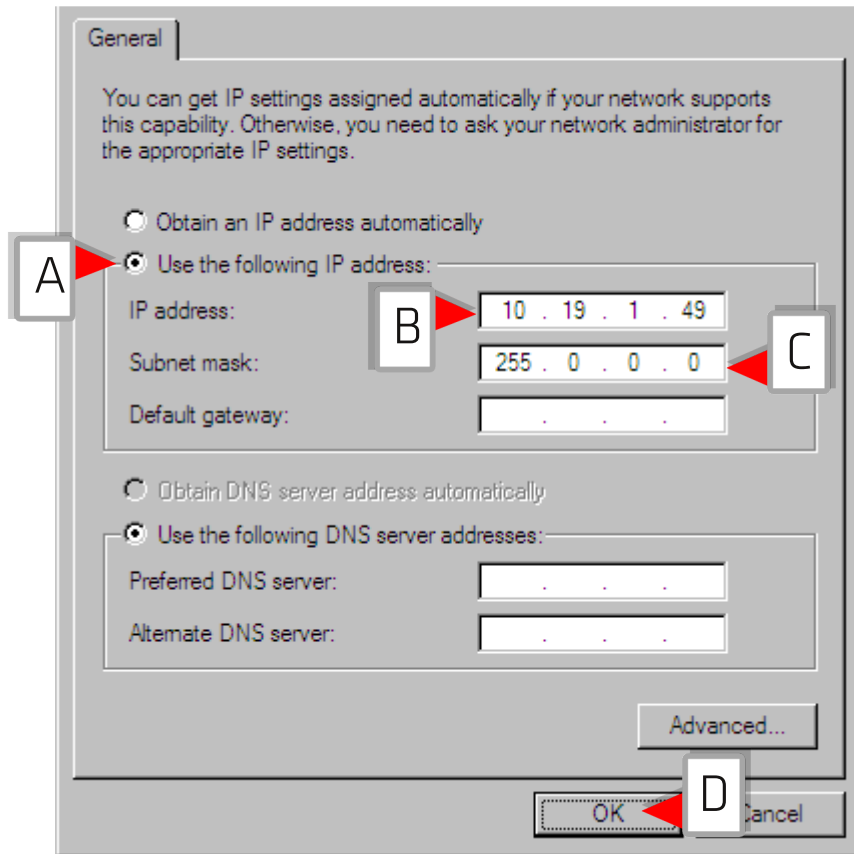 General
You can get IP settings assigned automatically if your network supports
this capability. Otherwise, you need to ask your network administrator for
the appropriate IP settings.
Obtain an IP address automatically
A
Use the following IP address:
IP address:
B
10 . 19 . 1 . 49
Subnet mask:
255 . 0 . 0 . 0
C
Default gateway:
. . .
Obtain DNS server address automatically
Use the following DNS server addresses:
Preferred DNS server:
. . .
Alternate DNS server:
. . .
Advanced...
OK
D
Cancel